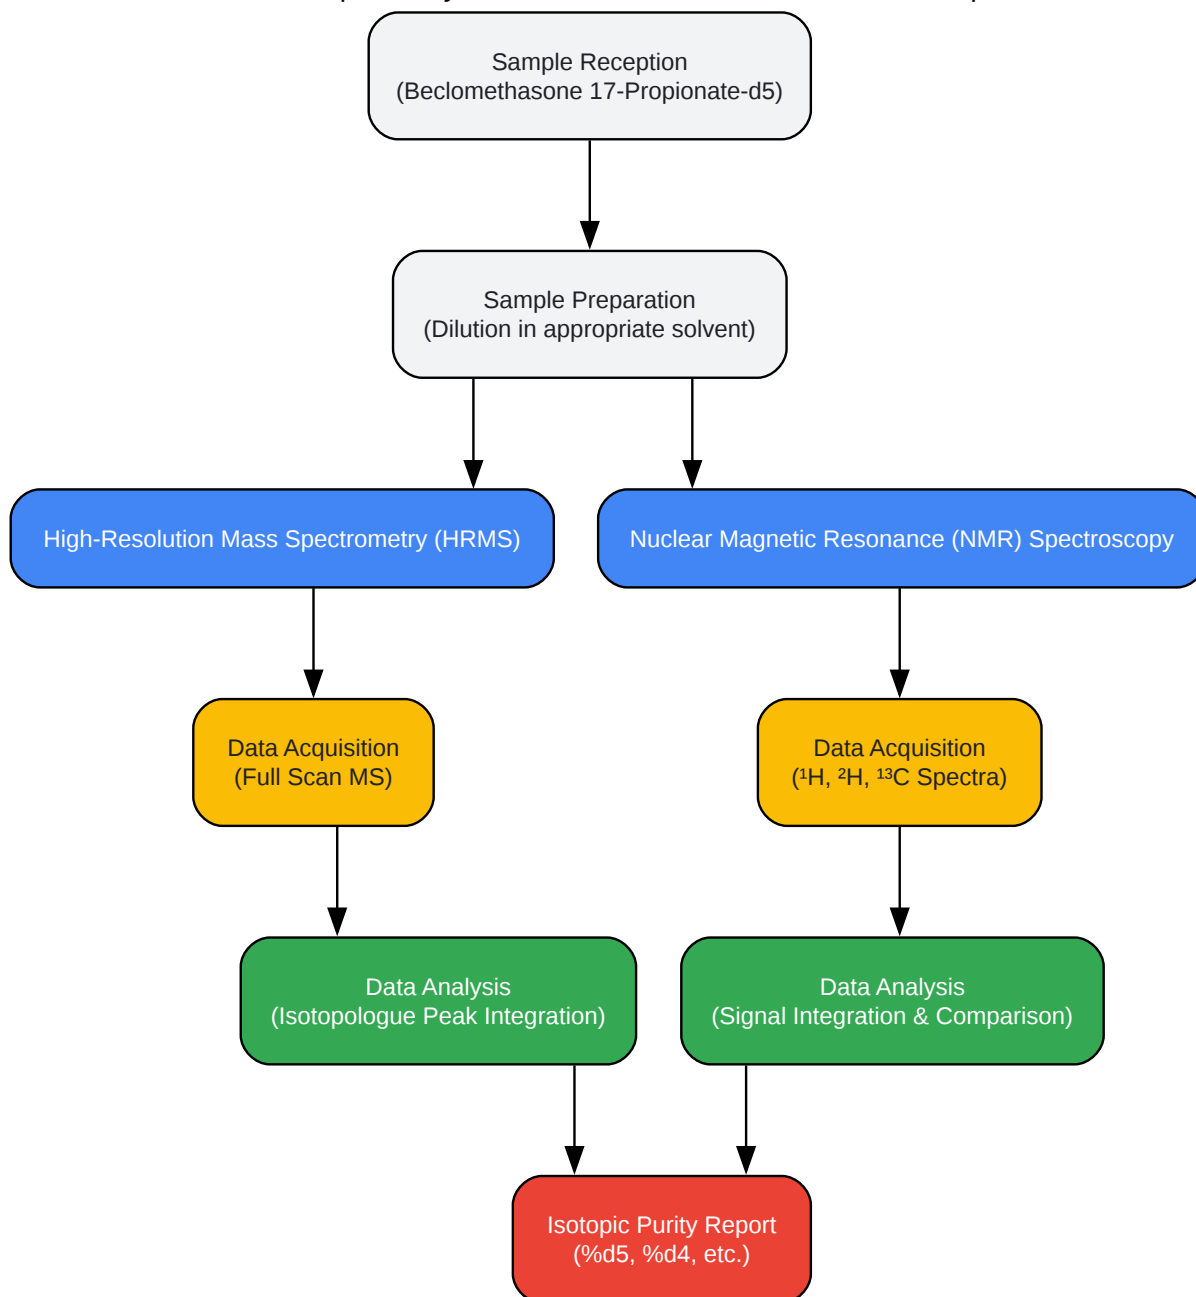 Sample Reception
(Beclomethasone 17-Propionate-d5)
Sample Preparation
(Dilution in appropriate solvent)
High-Resolution Mass Spectrometry (HRMS)
Nuclear Magnetic Resonance (NMR) Spectroscopy
Data Acquisition
(Full Scan MS)
Data Acquisition
(¹H, ²H, ¹³C Spectra)
Data Analysis
(Isotopologue Peak Integration)
Data Analysis
(Signal Integration & Comparison)
Isotopic Purity Report
(%d5, %d4, etc.)